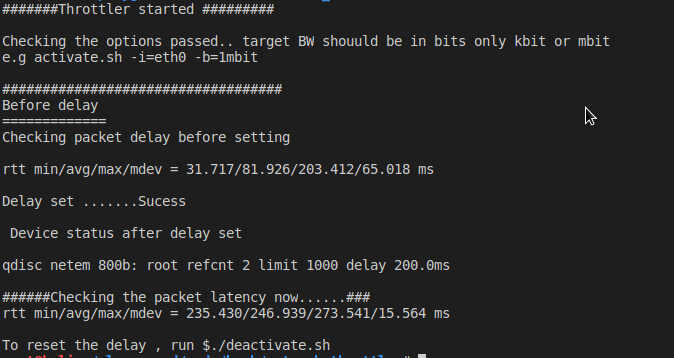 #######Throttler started #########
Checking the options passed.. target BW shouuld be in bits only kbit or mbit
e.g activate.sh -i=eth0 -b=1mbit
###################################
Before delay
=============
Checking packet delay before setting
rtt min/avg/max/mdev = 31.717/81.926/203.412/65.018 ms
Delay set .......Sucess
Device status after delay set
qdisc netem 800b: root refcnt 2 limit 1000 delay 200.0ms
######Checking the packet latency now......###
rtt min/avg/max/mdev = 235.430/246.939/273.541/15.564 ms
To reset the delay , run $./deactivate.sh